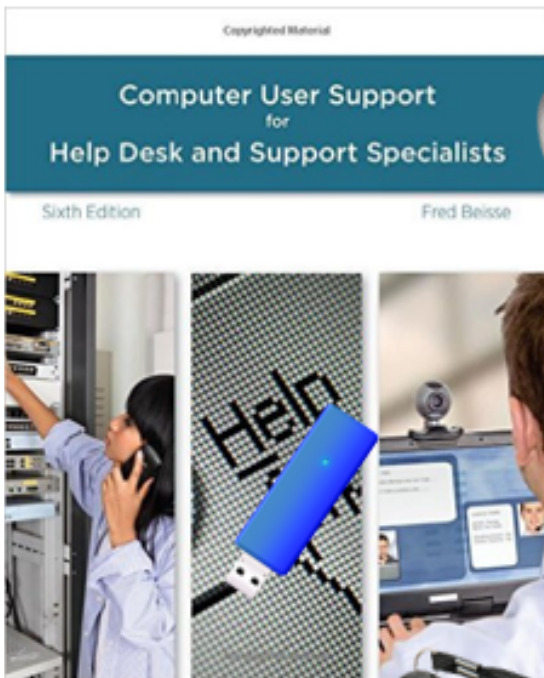 Copyrighted Material
Computer User Support
for
Help Desk and Support Specialists
Sixth Edition
Fred Beisse
Help